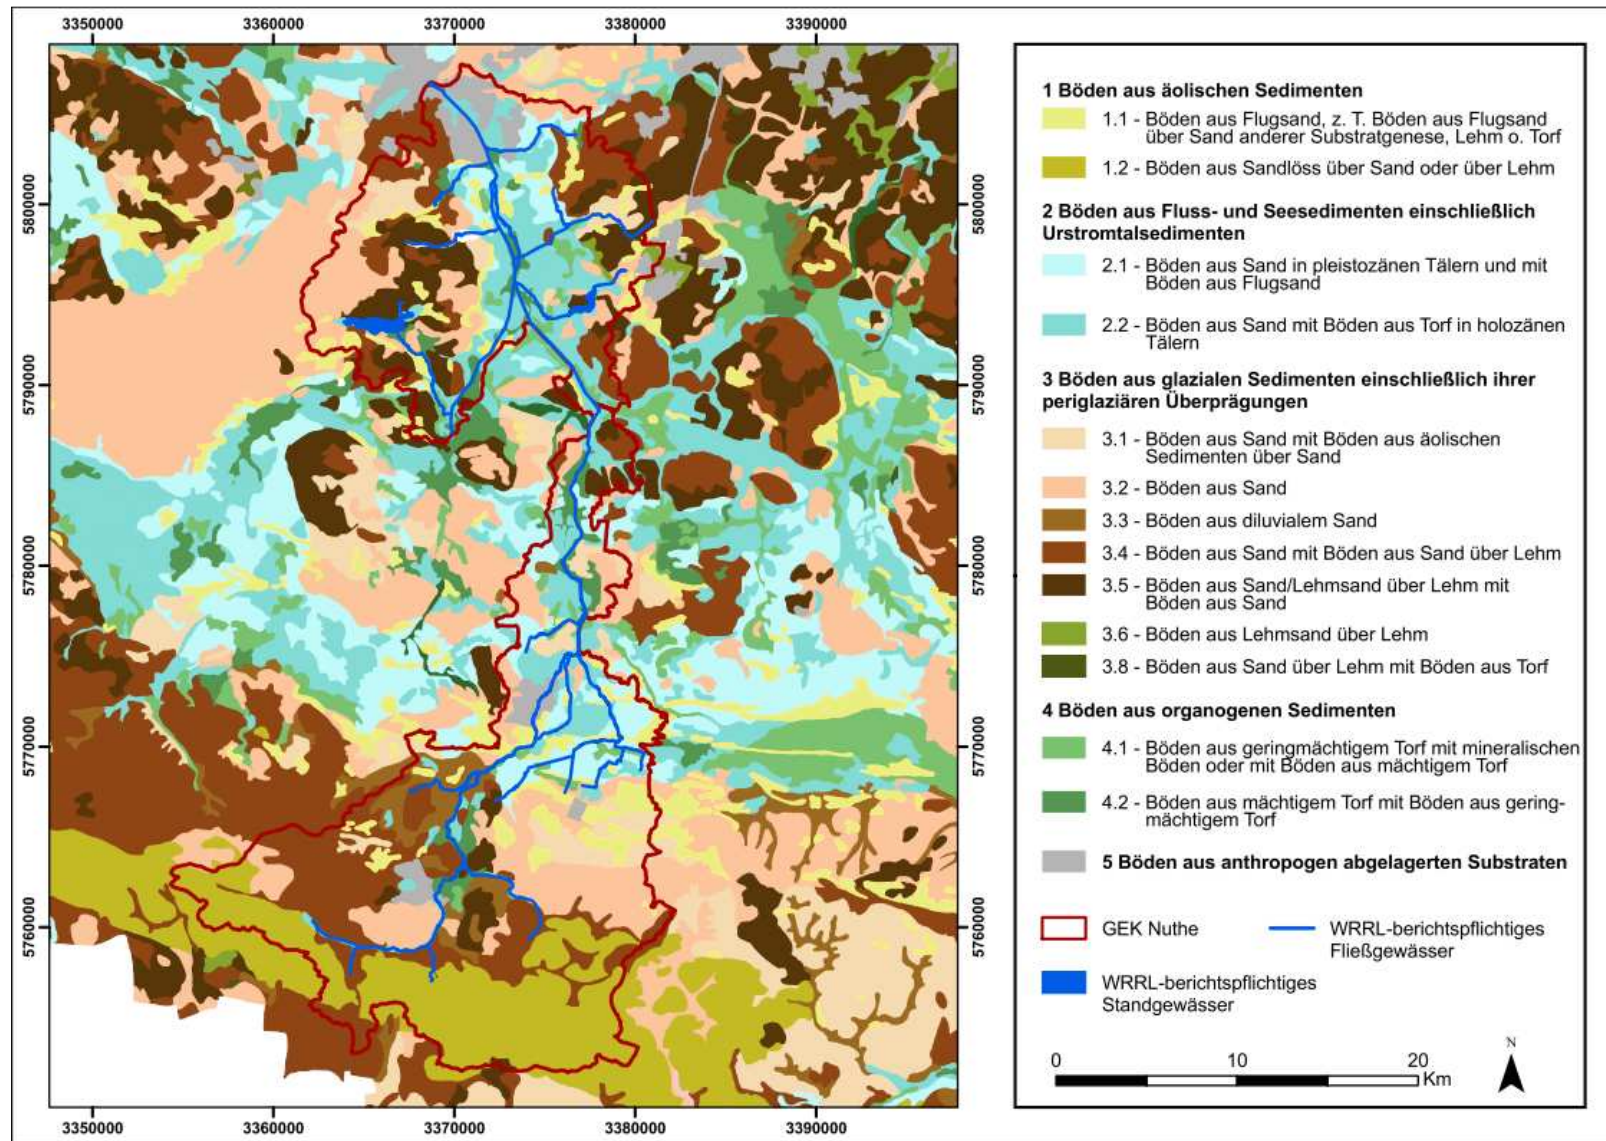 3350000 3360000 3370000 3380000 3390000
5800000
5790000
5780000
5770000
5760000
5800000
5790000
5780000
5770000
5760000
3350000 3360000 3370000 3380000 3390000
1 Böden aus äolischen Sedimenten
1.1 - Böden aus Flugsand, z. T. Böden aus Flugsand
über Sand anderer Substratgenese, Lehm o. Torf
1.2 - Böden aus Sandlöss über Sand oder über Lehm
2 Böden aus Fluss- und Seesedimenten einschließlich
Urstromtalsedimenten
2.1 - Böden aus Sand in pleistozänen Tälern und mit
Böden aus Flugsand
2.2 - Böden aus Sand mit Böden aus Torf in holozänen
Tälern
3 Böden aus glazialen Sedimenten einschließlich ihrer
periglaziären Überprägungen
3.1 - Böden aus Sand mit Böden aus äolischen
Sedimenten über Sand
3.2 - Böden aus Sand
3.3 - Böden aus diluvialem Sand
3.4 - Böden aus Sand mit Böden aus Sand über Lehm
3.5 - Böden aus Sand/Lehmsand über Lehm mit
Böden aus Sand
3.6 - Böden aus Lehmsand über Lehm
3.8 - Böden aus Sand über Lehm mit Böden aus Torf
4 Böden aus organogenen Sedimenten
4.1 - Böden aus geringmächtigem Torf mit mineralischen
Böden oder mit Böden aus mächtigem Torf
4.2 - Böden aus mächtigem Torf mit Böden aus gering-
mächtigem Torf
5 Böden aus anthropogen abgelagerten Substraten
GEK Nuthe
WRRL-berichtspflichtiges
Fließgewässer
WRRL-berichtspflichtiges
Standgewässer
N
0 10 20
Km